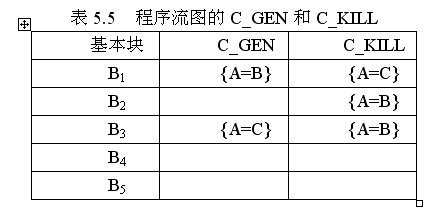 表 5.5 程序流图的 C_GEN 和 C_KILL
基本块 C_GEN C_KILL
B₁ {A=B} {A=C}
B₂ {A=B}
B₃ {A=C} {A=B}
B₄
B₅